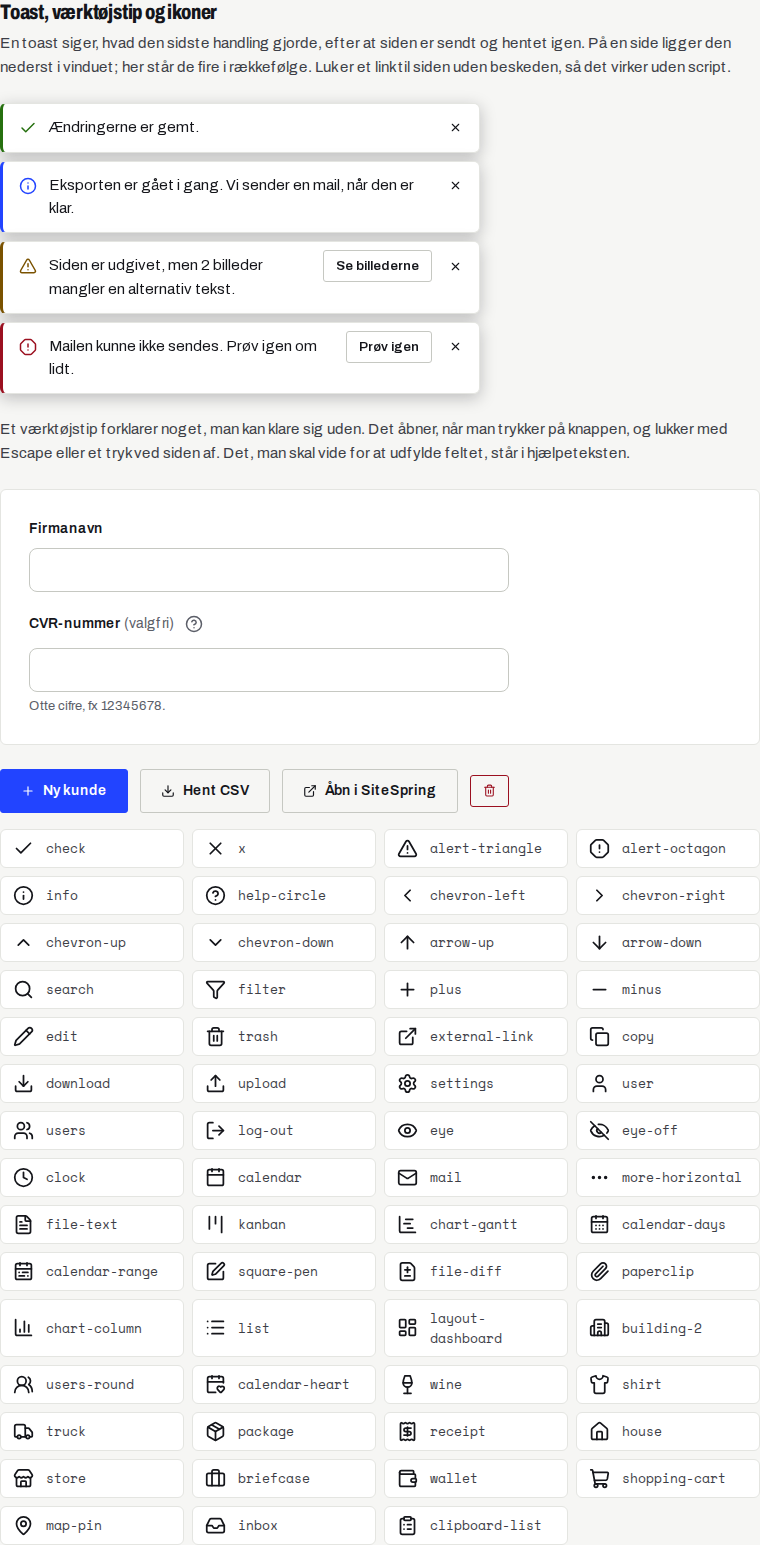 Toast, værktøjstip og ikoner
En toast siger, hvad den sidste handling gjorde, efter at siden er sendt og hentet igen. På en side ligger den
nederst i vinduet; her står de fire i rækkefølge. Luk er et link til siden uden beskeden, så det virker uden script.
Ændringerne er gemt.
Eksporten er gået i gang. Vi sender en mail, når den er
klar.
Siden er udgivet, men 2 billeder
mangler en alternativ tekst.
Se billederne
Mailen kunne ikke sendes. Prøv igen om
lidt.
Prøv igen
Et værktøjstip forklarer noget, man kan klare sig uden. Det åbner, når man trykker på knappen, og lukker med
Escape eller et tryk ved siden af. Det, man skal vide for at udfylde feltet, står i hjælpeteksten.
Firmanavn
CVR-nummer (valgfri)
Otte cifre, fx 12345678.
Ny kunde Hent CSV Åbn i SiteSpring
check x alert-triangle alert-octagon
info help-circle chevron-left chevron-right
chevron-up chevron-down arrow-up arrow-down
search filter plus minus
edit trash external-link copy
download upload settings user
users log-out eye eye-off
clock calendar mail more-horizontal
file-text kanban chart-gantt calendar-days
calendar-range square-pen file-diff paperclip
chart-column list layout-dashboard building-2
users-round calendar-heart wine shirt
truck package receipt house
store briefcase wallet shopping-cart
map-pin inbox clipboard-list